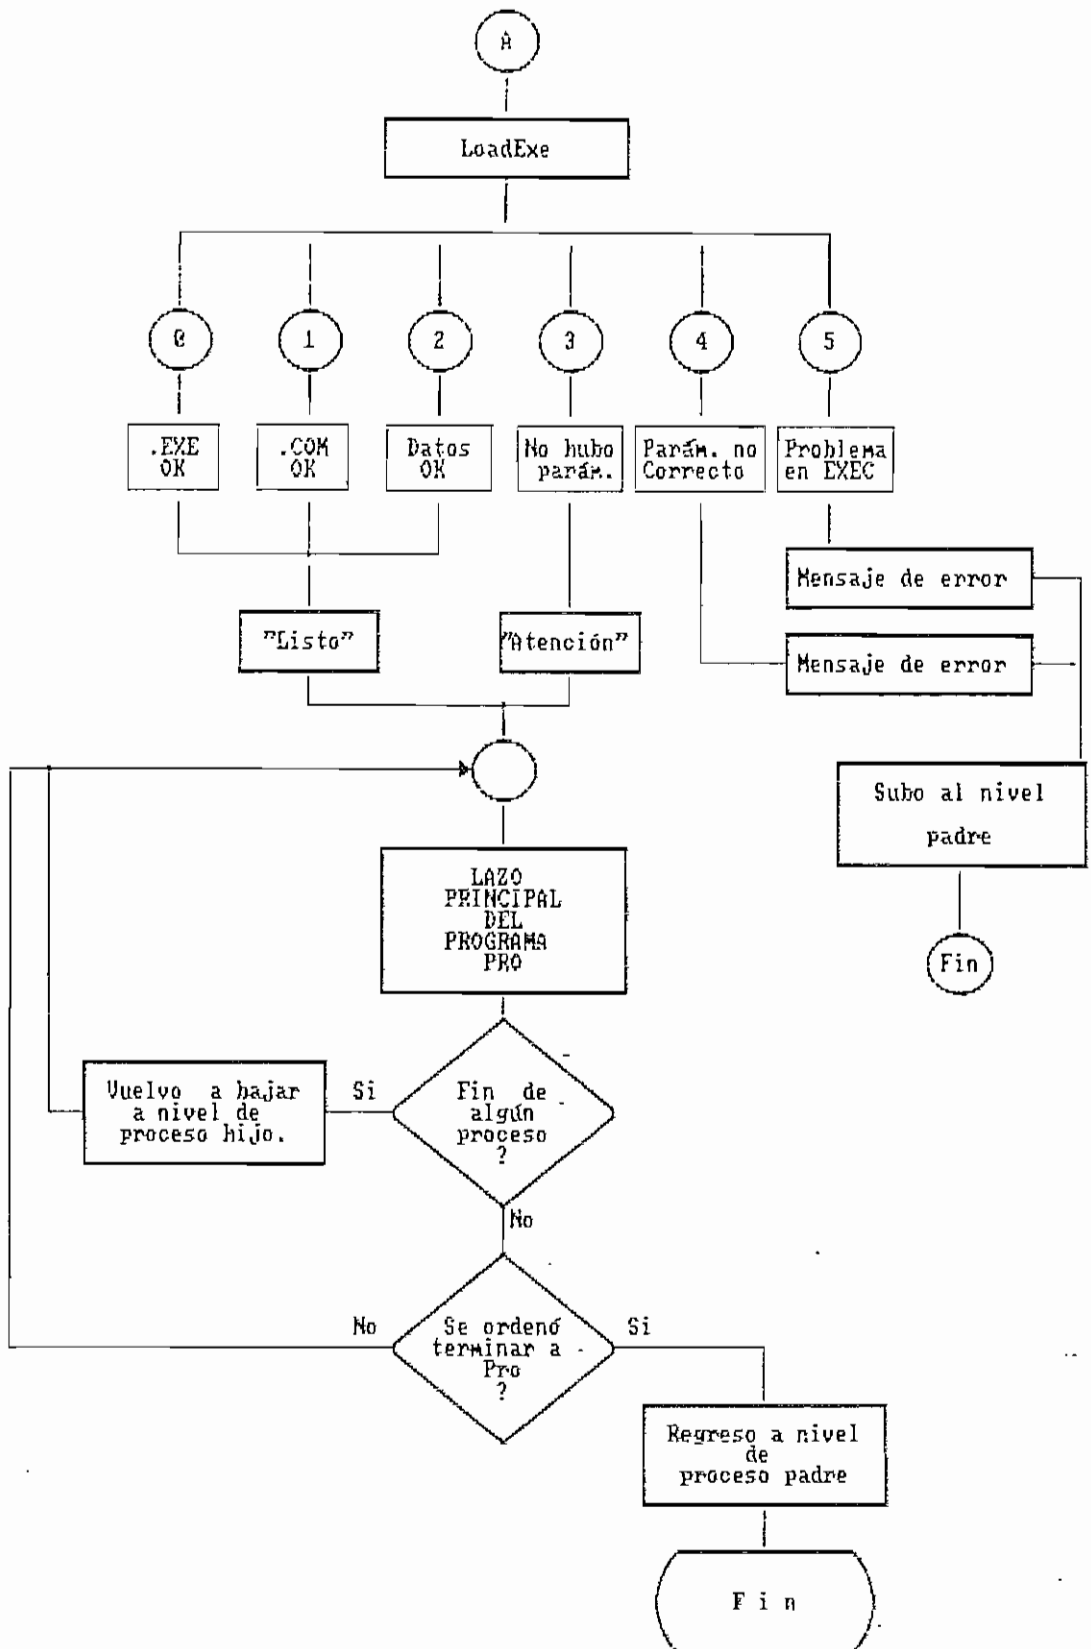 A
LoadExe
0 1 2 3 4 5
.EXE
OK
.COM
OK
Datos
OK
No hubo
parám.
Parám. no
Correcto
Problema
en EXEC
Mensaje de error
"Listo"
"Atención"
Mensaje de error
Subo al nivel
padre
LAZO
PRINCIPAL
DEL
PROGRAMA
PRO
Fin
Vuelvo a bajar
a nivel de
proceso hijo.
Si
Fin de
algún
proceso
?
No
No
Se ordenó
terminar a
Pro
?
Si
Regreso a nivel
de
proceso padre
F i n